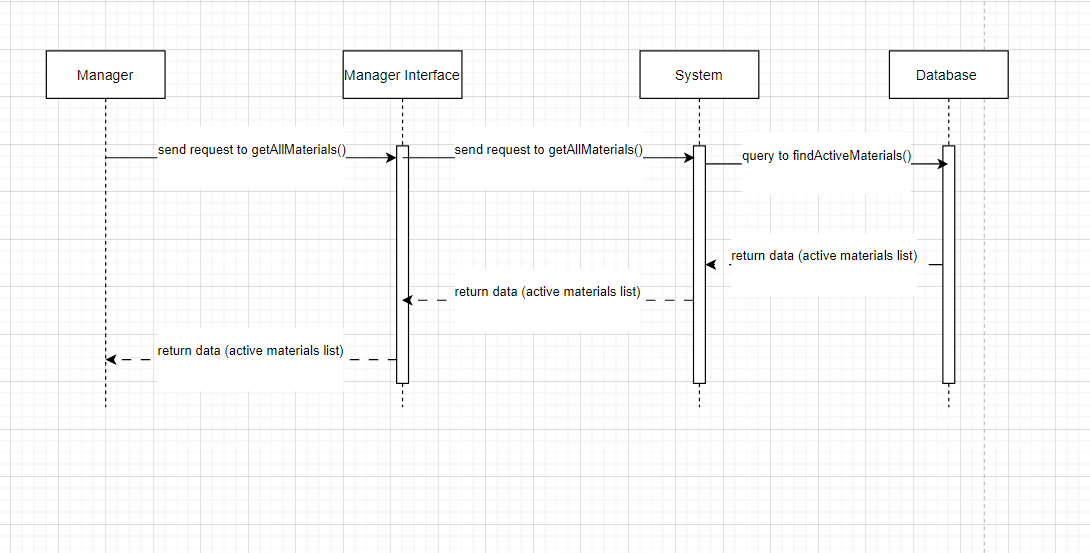 Manager
Manager Interface
System
Database
send request to getAllMaterials()
send request to getAllMaterials()
query to findActiveMaterials()
return data (active materials list)
return data (active materials list)
return data (active materials list)